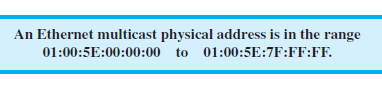 An Ethernet multicast physical address is in the range
01:00:5E:00:00:00 to 01:00:5E:7F:FF:FF.